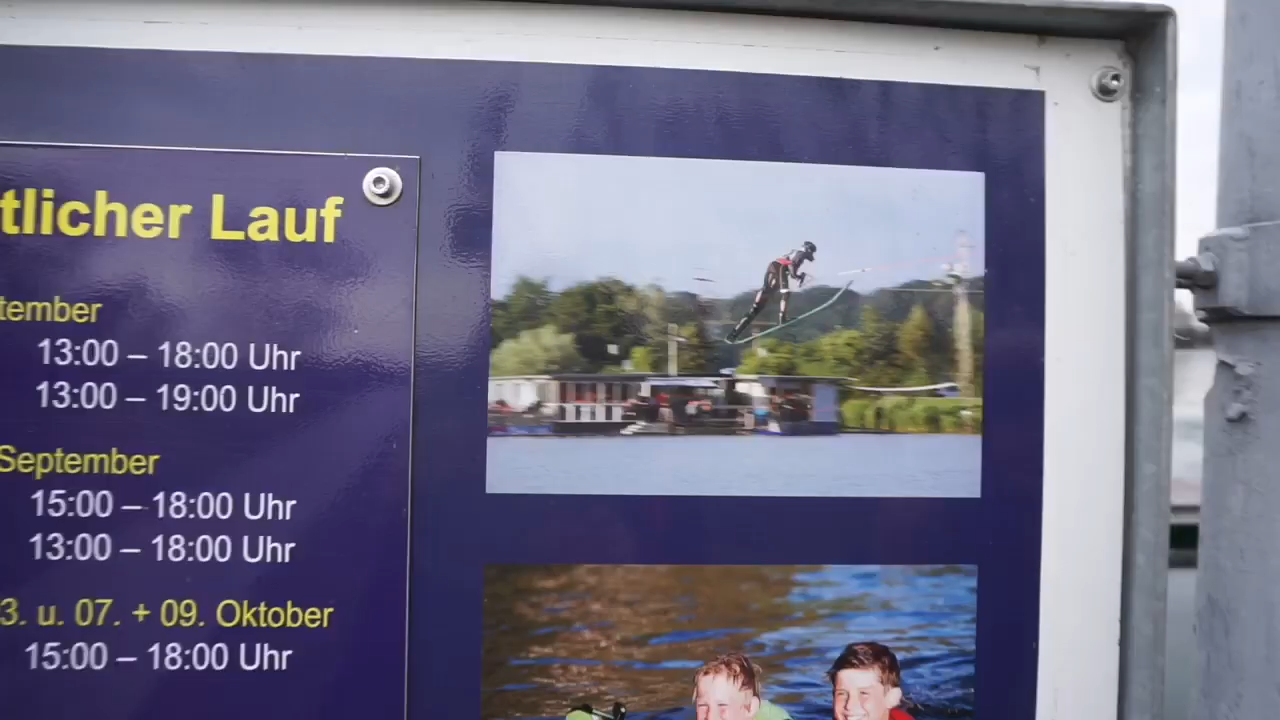 tlicher Lauf
tember
13:00 – 18:00 Uhr
13:00 – 19:00 Uhr
September
15:00 – 18:00 Uhr
13:00 – 18:00 Uhr
3. u. 07. + 09. Oktober
15:00 – 18:00 Uhr